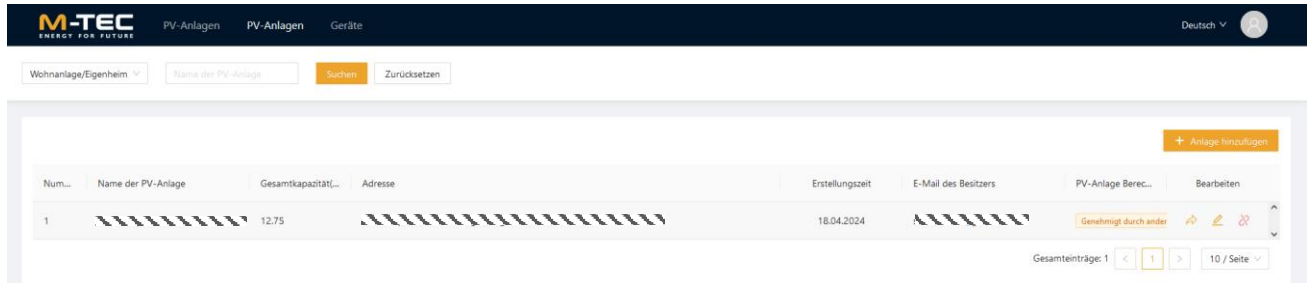 M-TEC PV-Anlagen PV-Anlagen Geräte Deutsch
ENERGY FOR FUTURE
Wohnanlage/Eigenheim Name der PV-Anlage Suchen Zurücksetzen
+ Anlage hinzufügen
Num... Name der PV-Anlage Gesamtkapazität(... Adresse Erstellungszeit E-Mail des Besitzers PV-Anlage Berec... Bearbeiten
1 12.75 18.04.2024 Genehmigt durch ander
Gesamteinträge: 1 < 1 > 10 / Seite